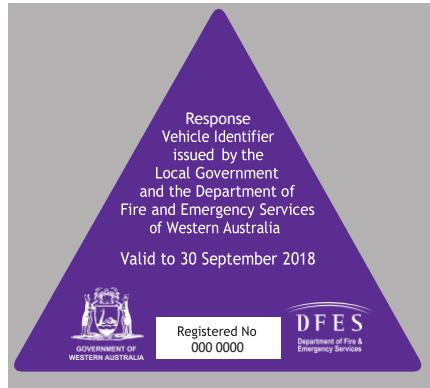 Response
Vehicle Identifier
issued by the
Local Government
and the Department of
Fire and Emergency Services
of Western Australia
Valid to 30 September 2018
GOVERNMENT OF
WESTERN AUSTRALIA
Registered No
000 0000
DFES
Department of Fire &
Emergency Services